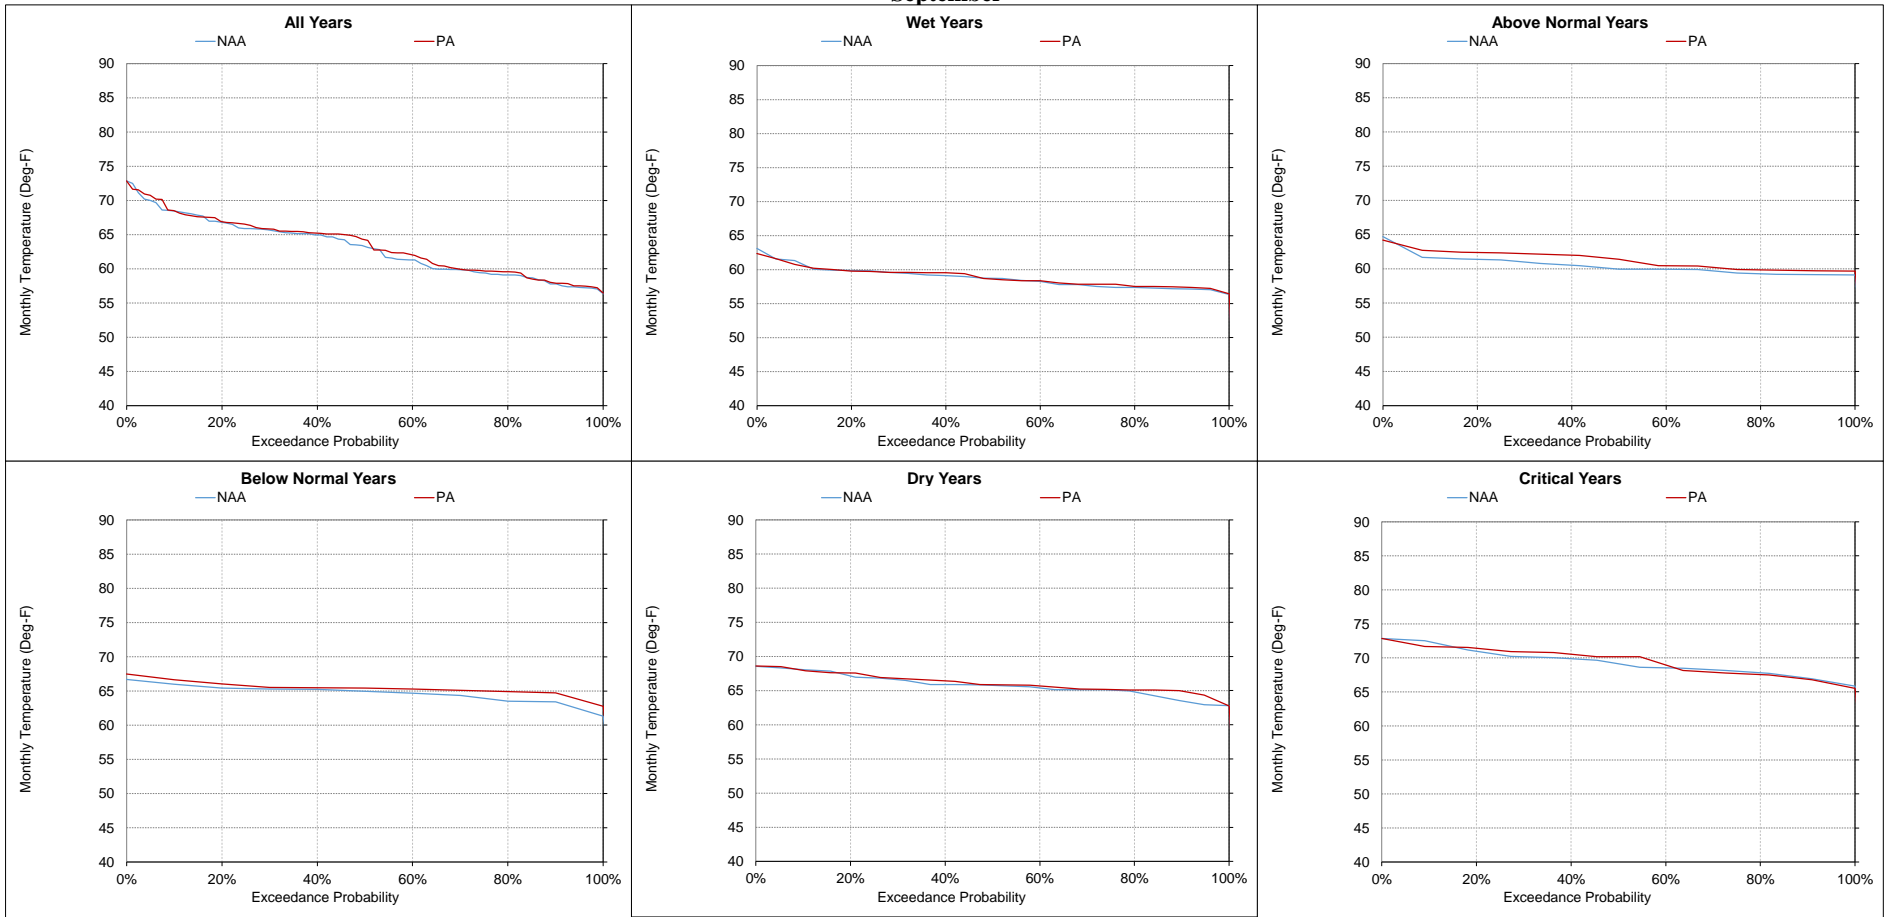 September
All Years
NAA PA
90
85
80
75
70
65
60
55
50
45
40
0% 20% 40% 60% 80% 100%
Monthly Temperature (Deg-F)
Exceedance Probability
Wet Years
NAA PA
90
85
80
75
70
65
60
55
50
45
40
0% 20% 40% 60% 80% 100%
Monthly Temperature (Deg-F)
Exceedance Probability
Above Normal Years
NAA PA
90
85
80
75
70
65
60
55
50
45
40
0% 20% 40% 60% 80% 100%
Monthly Temperature (Deg-F)
Exceedance Probability
Below Normal Years
NAA PA
90
85
80
75
70
65
60
55
50
45
40
0% 20% 40% 60% 80% 100%
Monthly Temperature (Deg-F)
Exceedance Probability
Dry Years
NAA PA
90
85
80
75
70
65
60
55
50
45
40
0% 20% 40% 60% 80% 100%
Monthly Temperature (Deg-F)
Exceedance Probability
Critical Years
NAA PA
90
85
80
75
70
65
60
55
50
45
40
0% 20% 40% 60% 80% 100%
Monthly Temperature (Deg-F)
Exceedance Probability